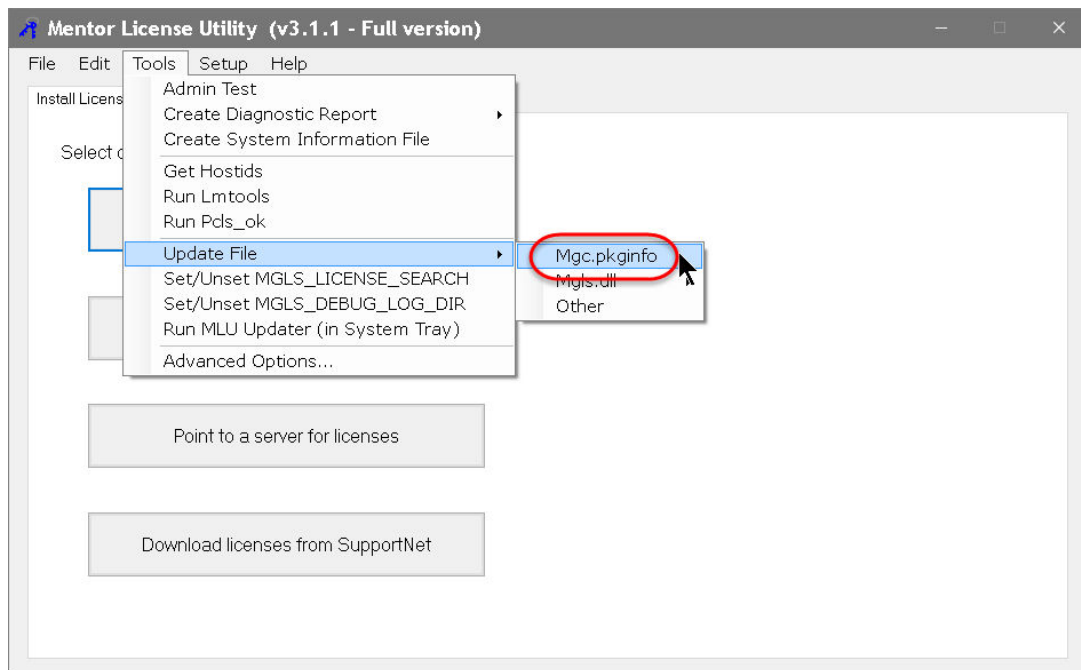 Mentor License Utility (v3.1.1 - Full version)
File Edit Tools Setup Help
Install Licens
Select
Admin Test
Create Diagnostic Report
Create System Information File
Get Hostids
Run Lmtools
Run Pcls_ok
Update File
Set/Unset MGLS_LICENSE_SEARCH
Set/Unset MGLS_DEBUG_LOG_DIR
Run MLU Updater (in System Tray)
Advanced Options...
Mgc.pkginfo
Mgls.dll
Other
Point to a server for licenses
Download licenses from SupportNet